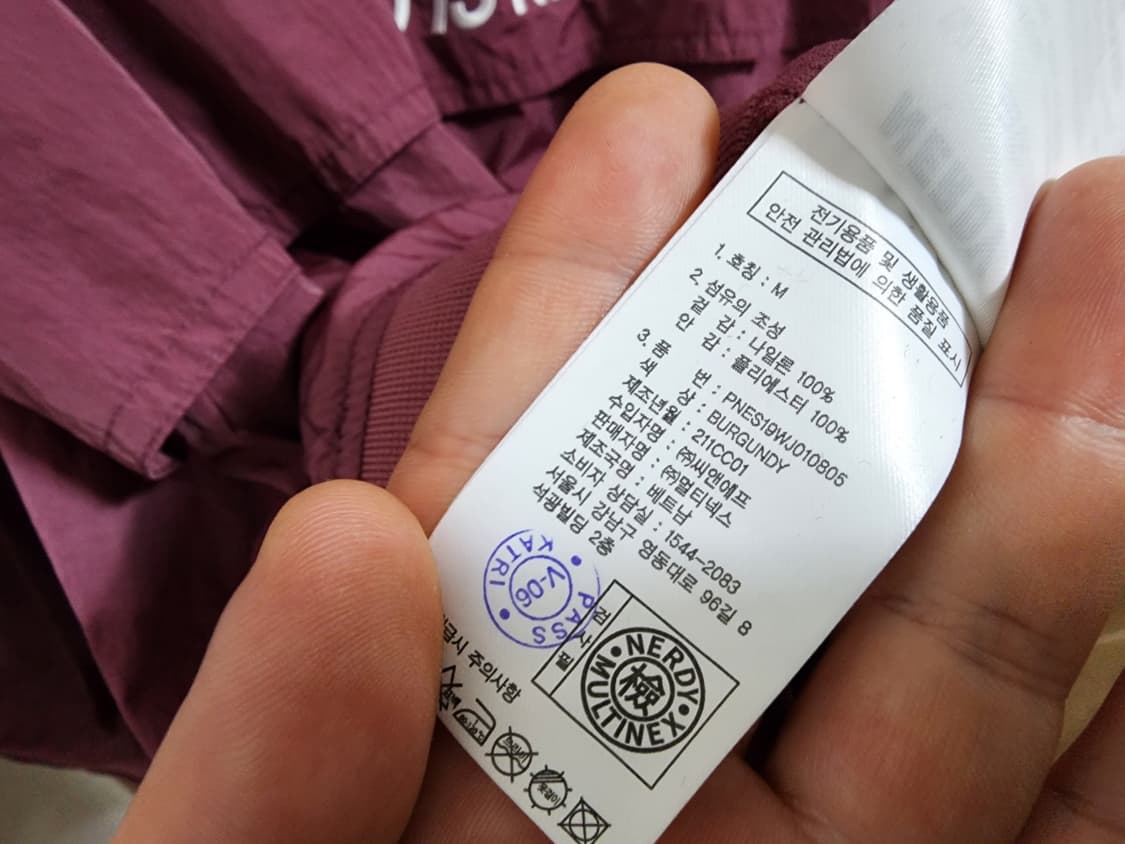 전기용품 및 생활용품
안전 관리법에 의한 품질 표시
1. 호칭 : M
2. 섬유의 조성
겉 감 : 나일론 100%
안 감 : 폴리에스터 100%
3. 품 번 : PNES19WJ010805
색 상 : BURGUNDY
제조년월 : 211CC01
수입자명 : ㈜씨앤에프
판매자명 : ㈜멀티넥스
제조국명 : 베트남
소비자 상담실 : 1544-2083
서울시 강남구 영동대로 96길 8
석광빌딩 2층
KATRI PASS
V-06
검사필
NERDY
檢
MULTINEX
급시 주의사항